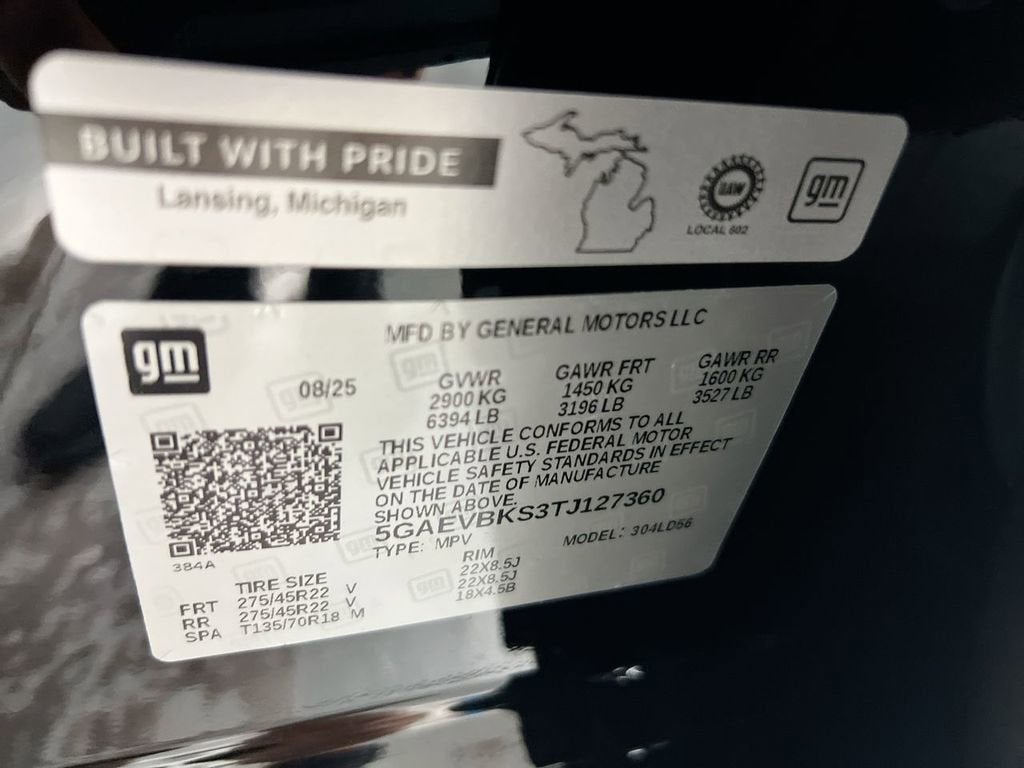 BUILT WITH PRIDE
Lansing, Michigan
UAW
LOCAL 602
gm
gm
MFD BY GENERAL MOTORS LLC
08/25
GVWR GAWR FRT GAWR RR
2900 KG 1450 KG 1600 KG
6394 LB 3196 LB 3527 LB
THIS VEHICLE CONFORMS TO ALL
APPLICABLE U.S. FEDERAL MOTOR
VEHICLE SAFETY STANDARDS IN EFFECT
ON THE DATE OF MANUFACTURE
SHOWN ABOVE.
5GAEVBKS3TJ127360
TYPE: MPV MODEL: 304LD56
384A
TIRE SIZE RIM
FRT 275/45R22 V 22X8.5J
RR 275/45R22 V 22X8.5J
SPA T135/70R18 M 18X4.5B